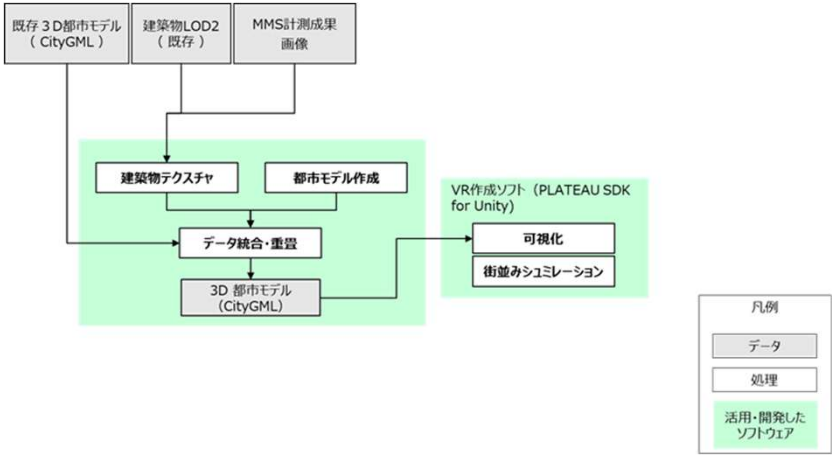 既存３D都市モデル
（ CityGML ）
建築物LOD2
（ 既存 ）
MMS計測成果
画像
建築物テクスチャ
都市モデル作成
データ統合・重畳
3D 都市モデル
（CityGML）
VR作成ソフト（PLATEAU SDK
for Unity)
可視化
街並みシュミレーション
凡例
データ
処理
活用・開発した
ソフトウェア